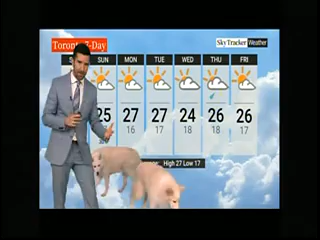 Toronto 7-Day
SkyTracker Weather
SUN MON TUE WED THU FRI
25 27 27 24 26 26
16 17 18 18 17
High 27 Low 17